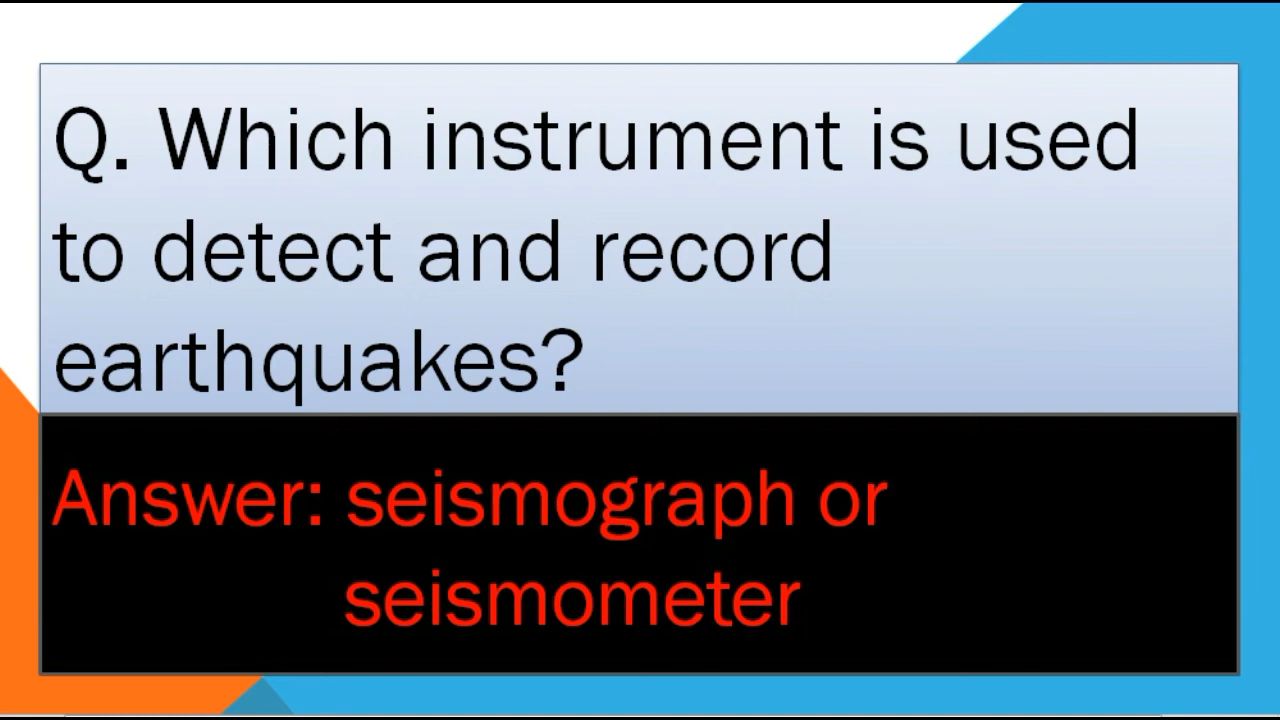 Q. Which instrument is used
to detect and record
earthquakes?
Answer: seismograph or
seismometer